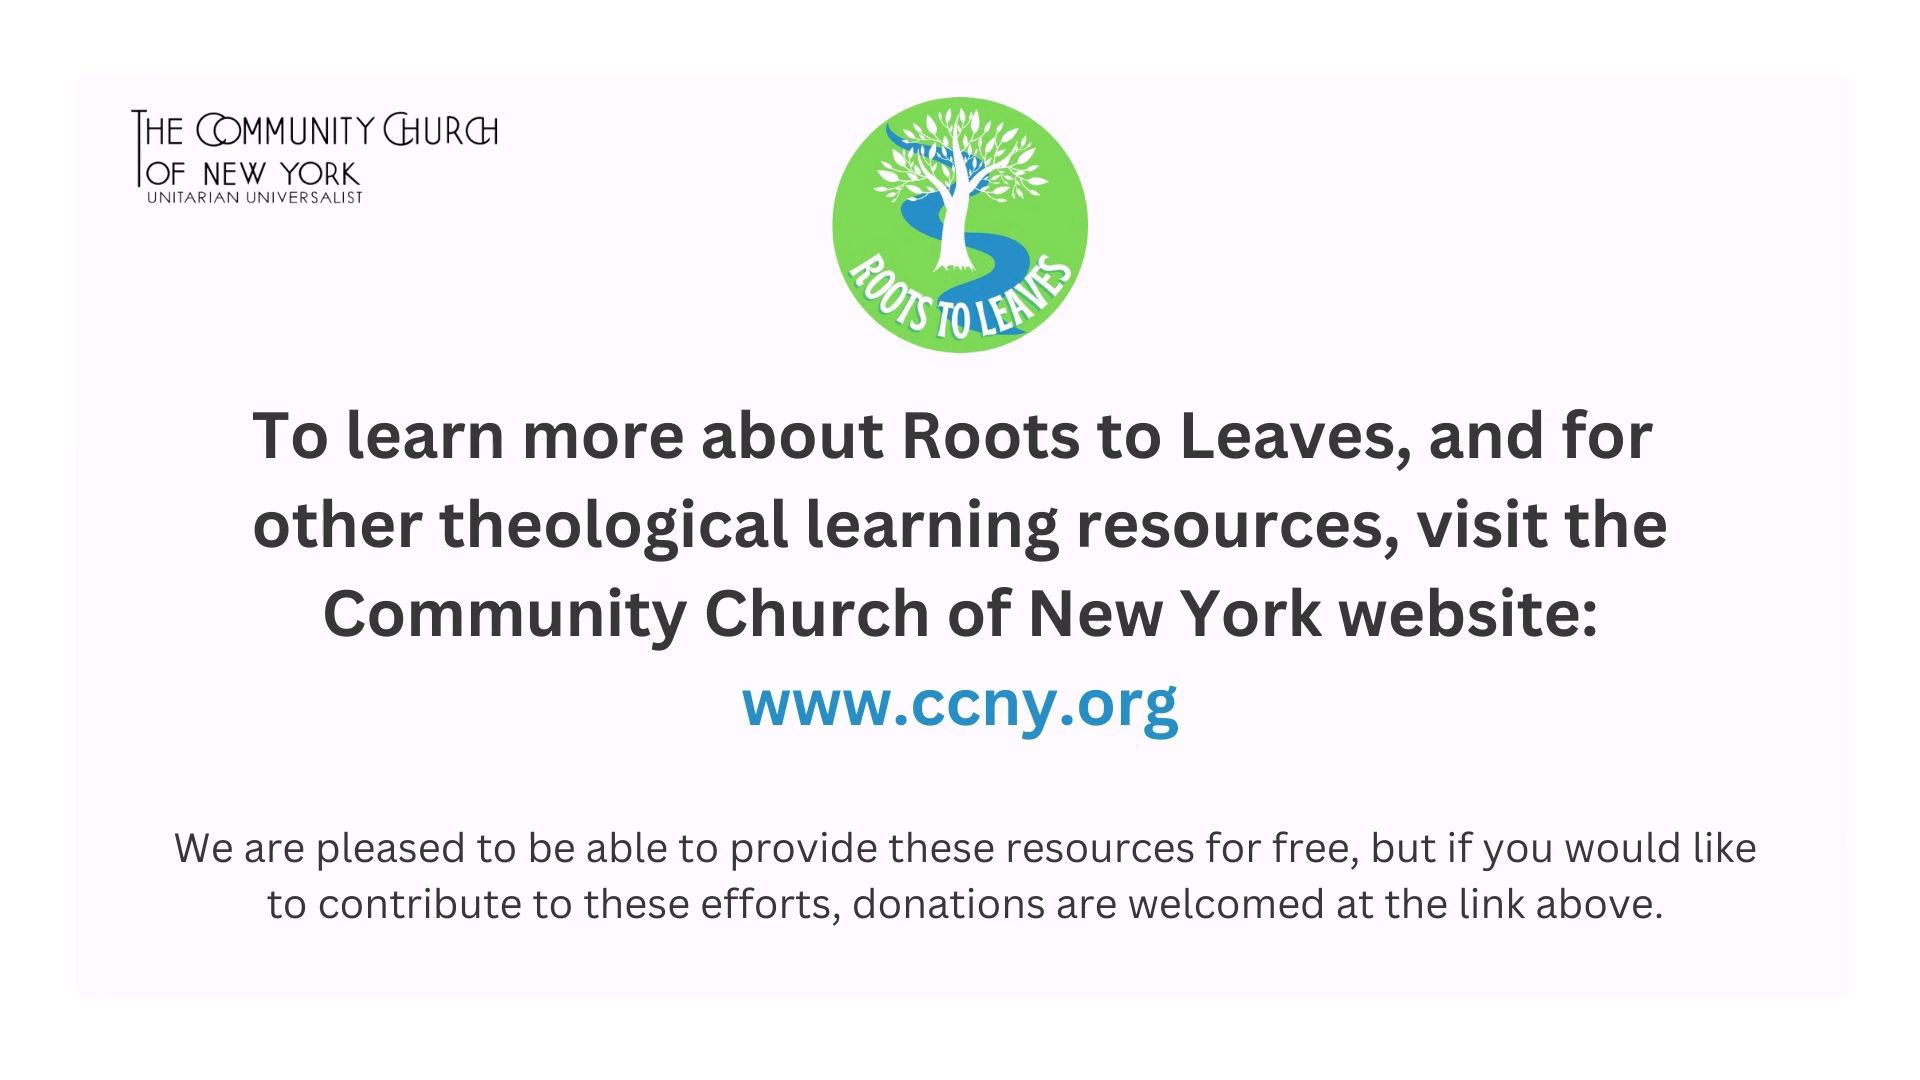 THE COMMUNITY CHURCH
OF NEW YORK
UNITARIAN UNIVERSALIST
ROOTS TO LEAVES
To learn more about Roots to Leaves, and for
other theological learning resources, visit the
Community Church of New York website:
www.ccny.org
We are pleased to be able to provide these resources for free, but if you would like
to contribute to these efforts, donations are welcomed at the link above.